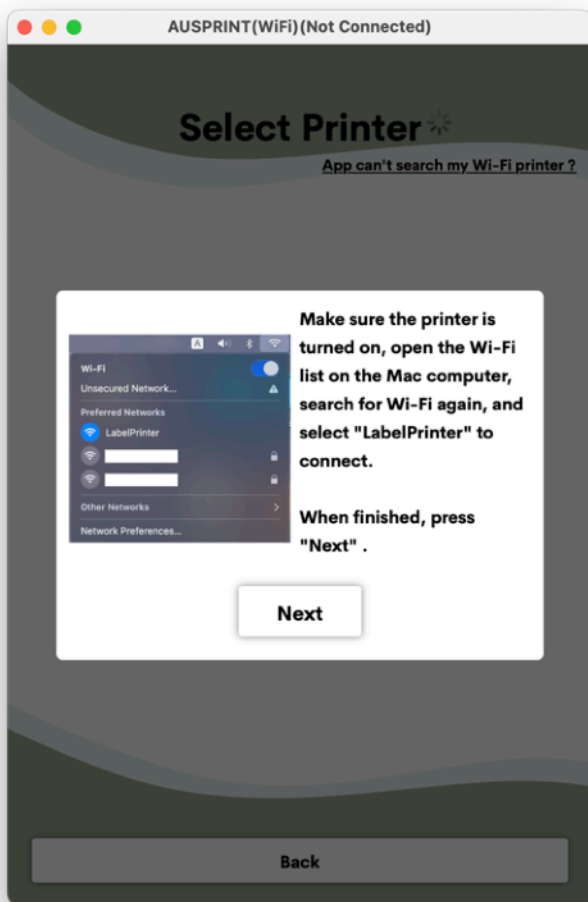 AUSPRINT(WiFi)(Not Connected)
Select Printer
App can't search my Wi-Fi printer ?
A
Wi-Fi
Unsecured Network...
Preferred Networks
LabelPrinter
Other Networks
Network Preferences...
Make sure the printer is
turned on, open the Wi-Fi
list on the Mac computer,
search for Wi-Fi again, and
select "LabelPrinter" to
connect.
When finished, press
"Next" .
Next
Back